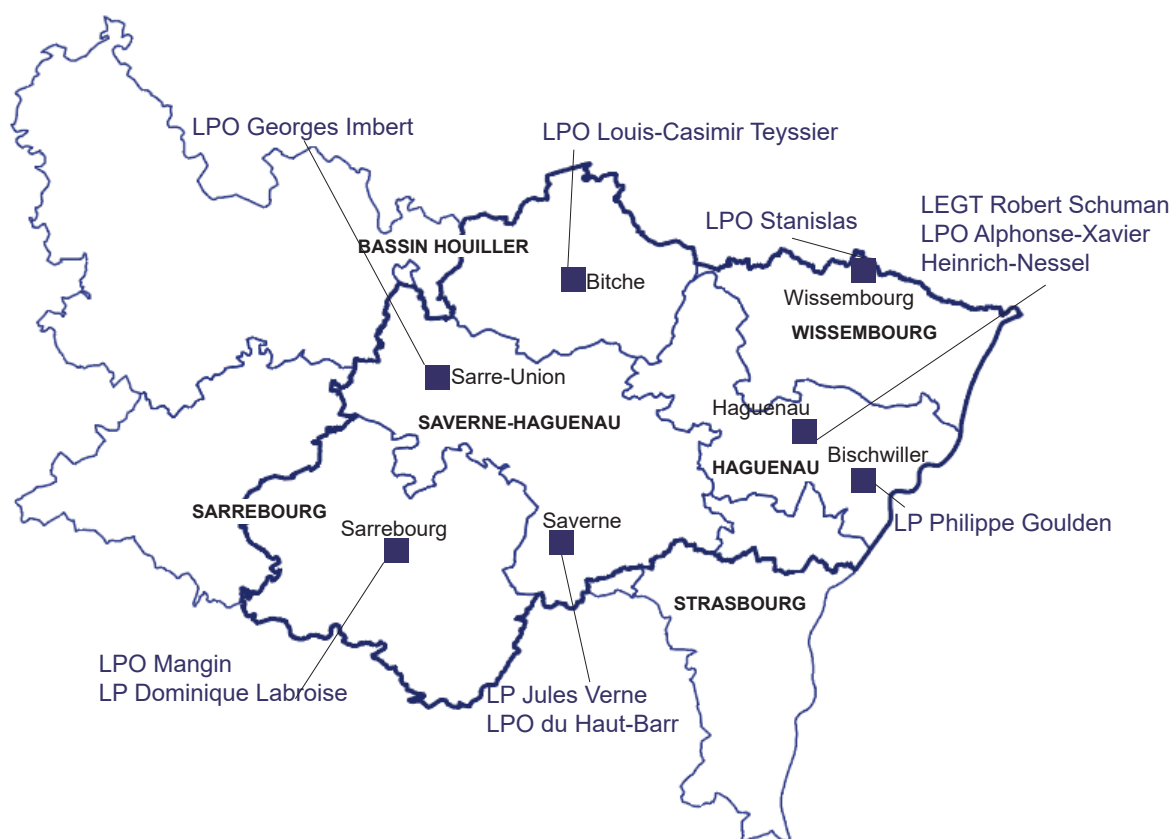 LPO Georges Imbert
LPO Louis-Casimir Teyssier
LPO Stanislas
LEGT Robert Schuman
LPO Alphonse-Xavier
Heinrich-Nessel
BASSIN HOUILLER
Bitche
Wissembourg
WISSEMBOURG
Sarre-Union
SAVERNE-HAGUENAU
Haguenau
Bischwiller
HAGUENAU
SARREBOURG
Sarrebourg
Saverne
LP Philippe Goulden
STRASBOURG
LPO Mangin
LP Dominique Labroise
LP Jules Verne
LPO du Haut-Barr